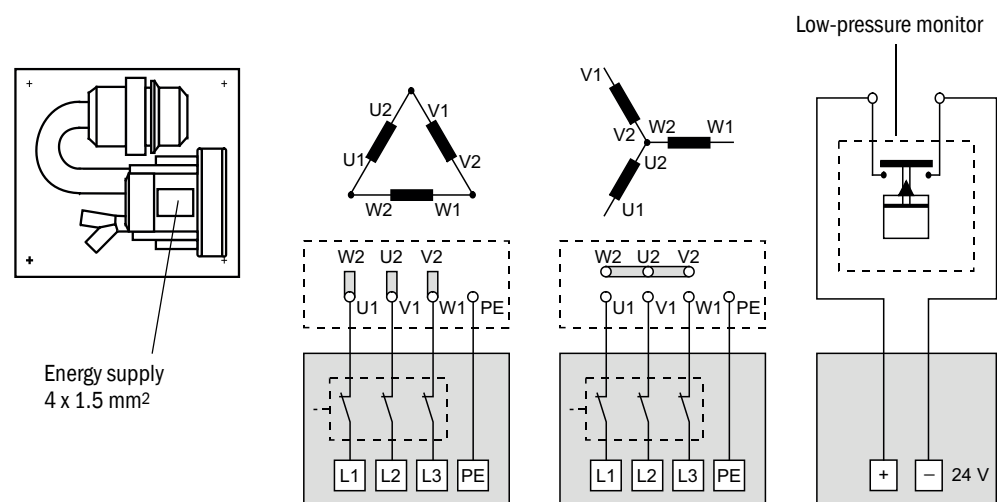 Low-pressure monitor
V1
U2 V1
V2 W2 W1
U1 V2
U2
W2 W1
U1
W2 U2 V2
U1 V1 W1 PE
W2 U2 V2
U1 V1 W1 PE
Energy supply
4 x 1.5 mm²
L1 L2 L3 PE
L1 L2 L3 PE
+ – 24 V